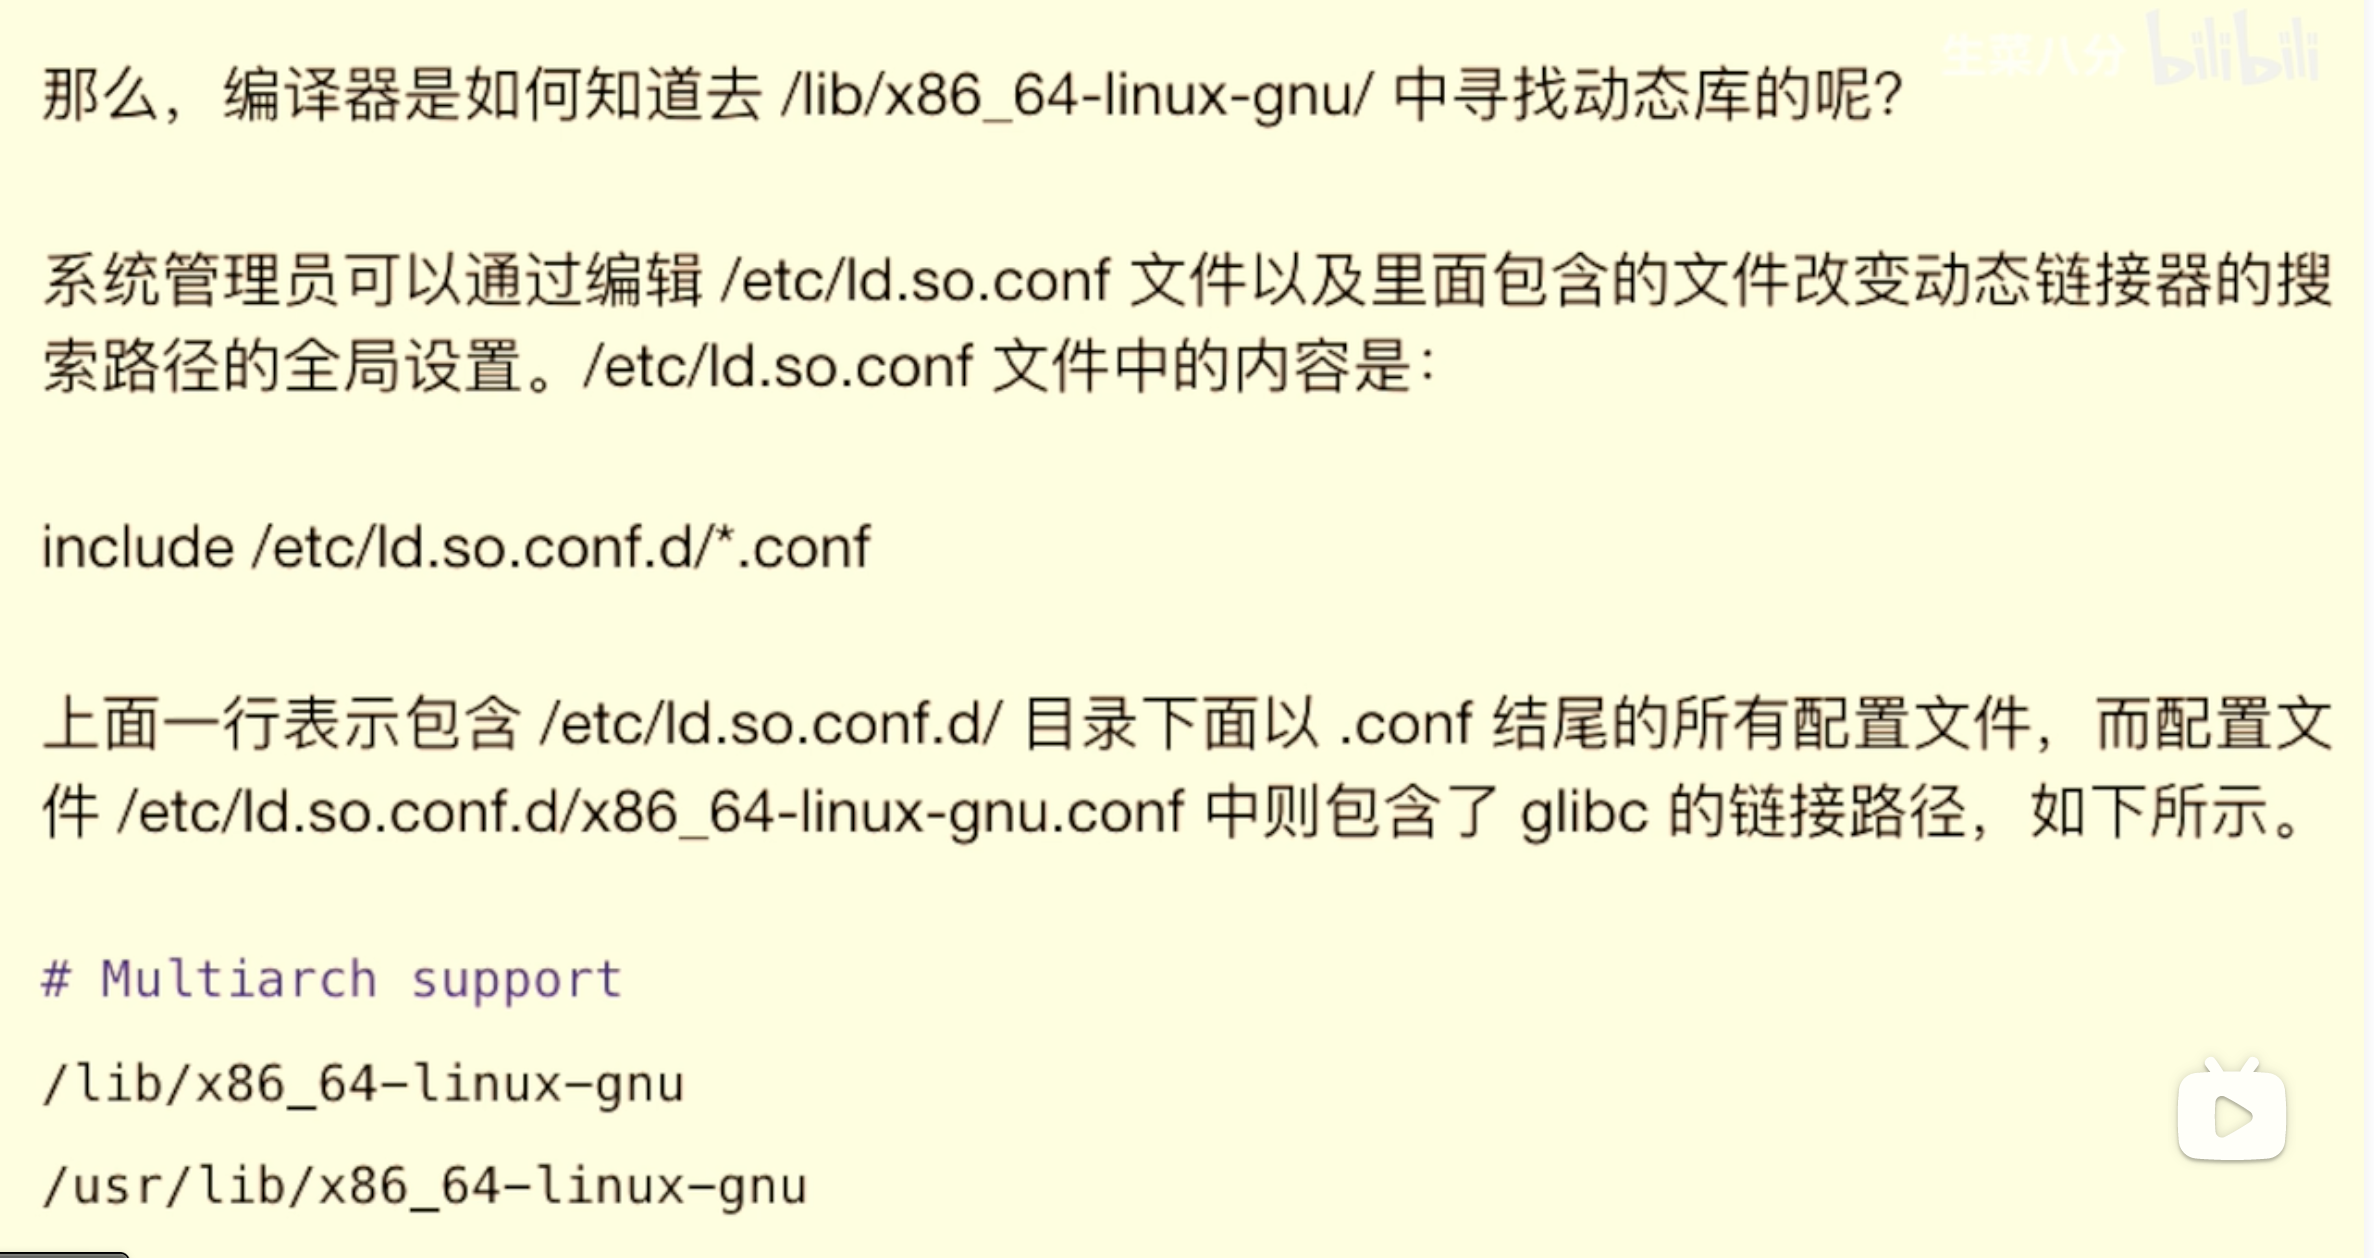 生菜八分 bilibili
那么，编译器是如何知道去 /lib/x86_64-linux-gnu/ 中寻找动态库的呢？
系统管理员可以通过编辑 /etc/ld.so.conf 文件以及里面包含的文件改变动态链接器的搜
索路径的全局设置。/etc/ld.so.conf 文件中的内容是：
include /etc/ld.so.conf.d/*.conf
上面一行表示包含 /etc/ld.so.conf.d/ 目录下面以 .conf 结尾的所有配置文件，而配置文
件 /etc/ld.so.conf.d/x86_64-linux-gnu.conf 中则包含了 glibc 的链接路径，如下所示。
# Multiarch support
/lib/x86_64-linux-gnu
/usr/lib/x86_64-linux-gnu